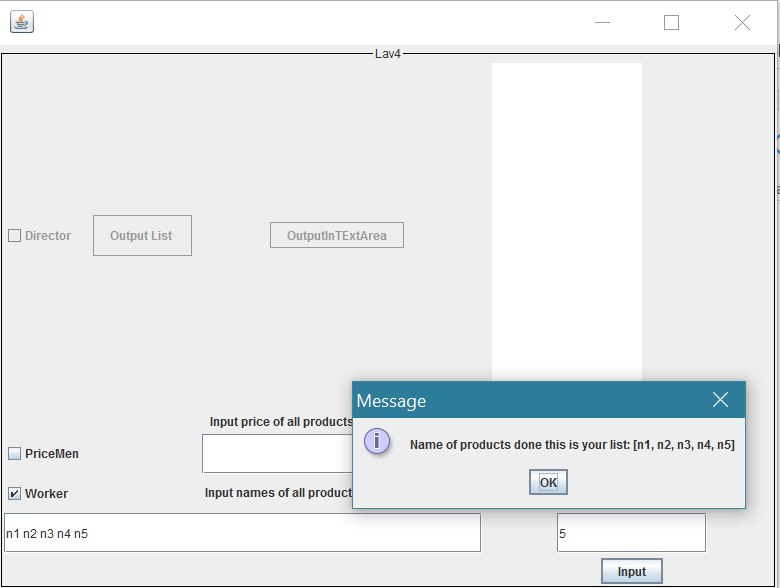 Lav4
Director
Output List
OutputInTExtArea
Input price of all products
PriceMen
Worker
Input names of all product
Message
Name of products done this is your list: [n1, n2, n3, n4, n5]
OK
n1 n2 n3 n4 n5
5
Input